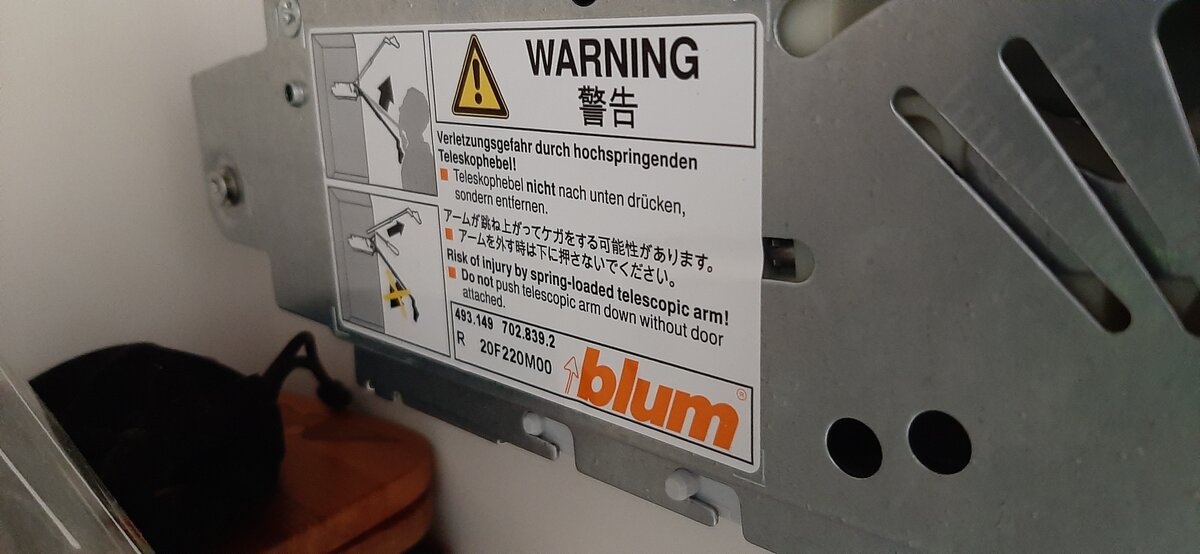 WARNING
警告
Verletzungsgefahr durch hochspringenden
Teleskophebel!
Teleskophebel nicht nach unten drücken,
sondern entfernen.
アームが跳ね上がってケガをする可能性があります。
アームを外す時は下に押さないでください。
Risk of injury by spring-loaded telescopic arm!
Do not push telescopic arm down without door
attached.
493.149 702.839.2
R 20F220M00
blum®